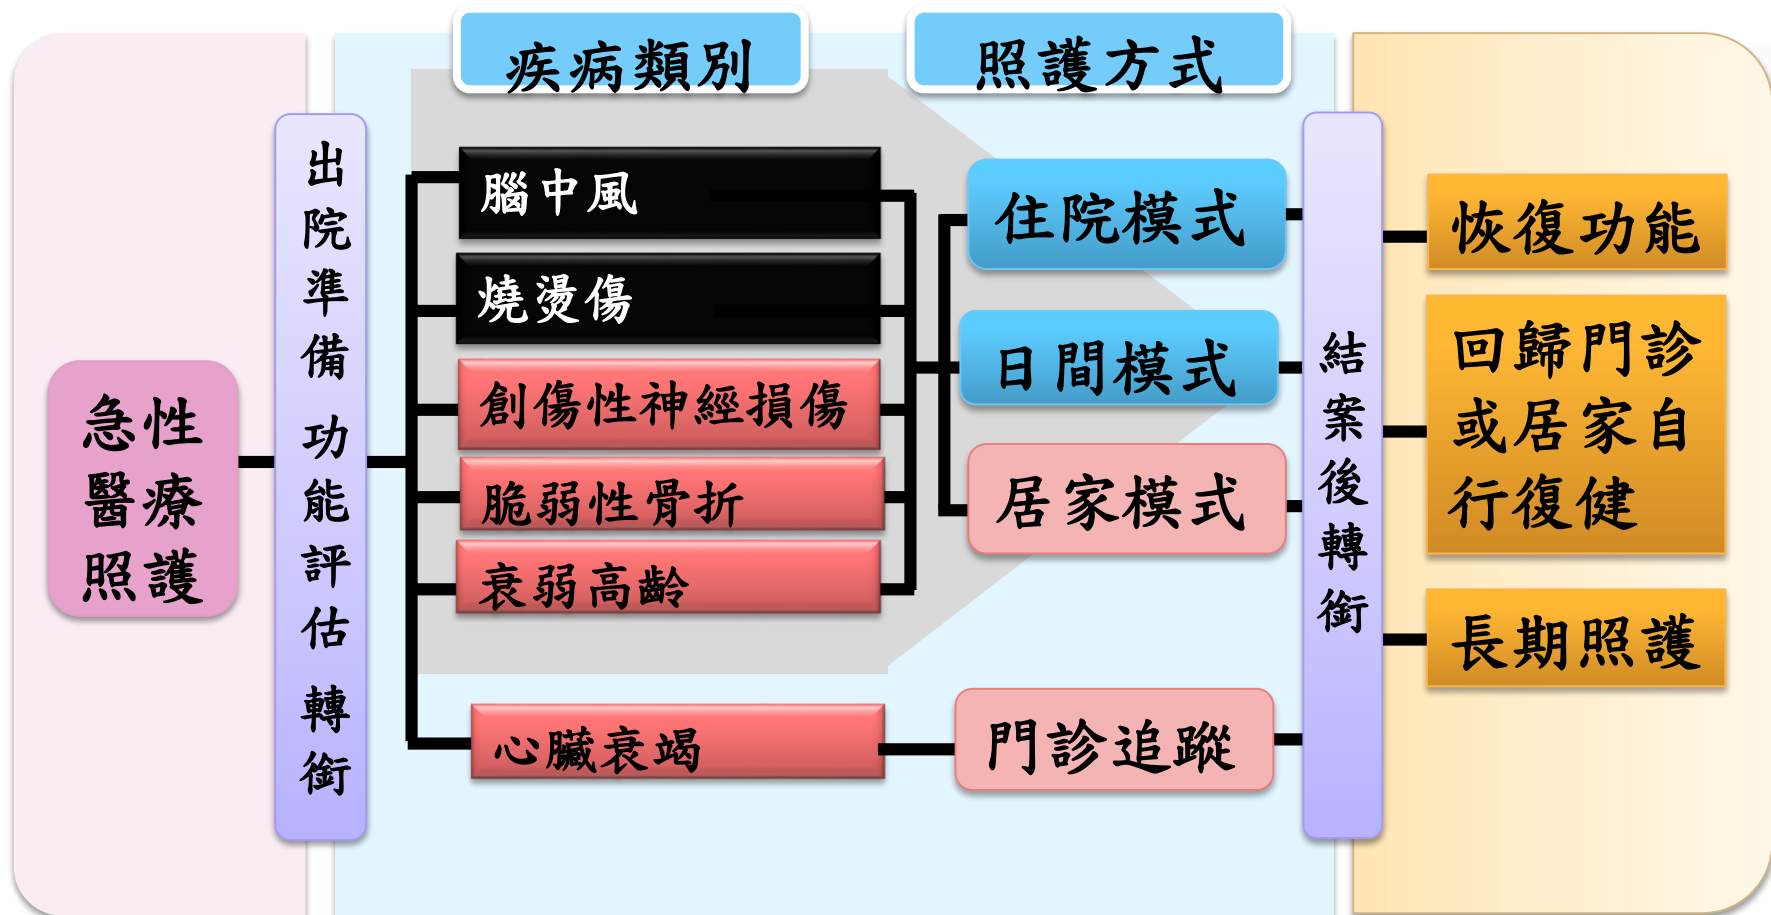 疾病類別
照護方式
急性
醫療
照護
出院準備 功能評估 轉銜
腦中風
燒燙傷
創傷性神經損傷
脆弱性骨折
衰弱高齡
心臟衰竭
住院模式
日間模式
居家模式
門診追蹤
結案後轉銜
恢復功能
回歸門診
或居家自
行復健
長期照護